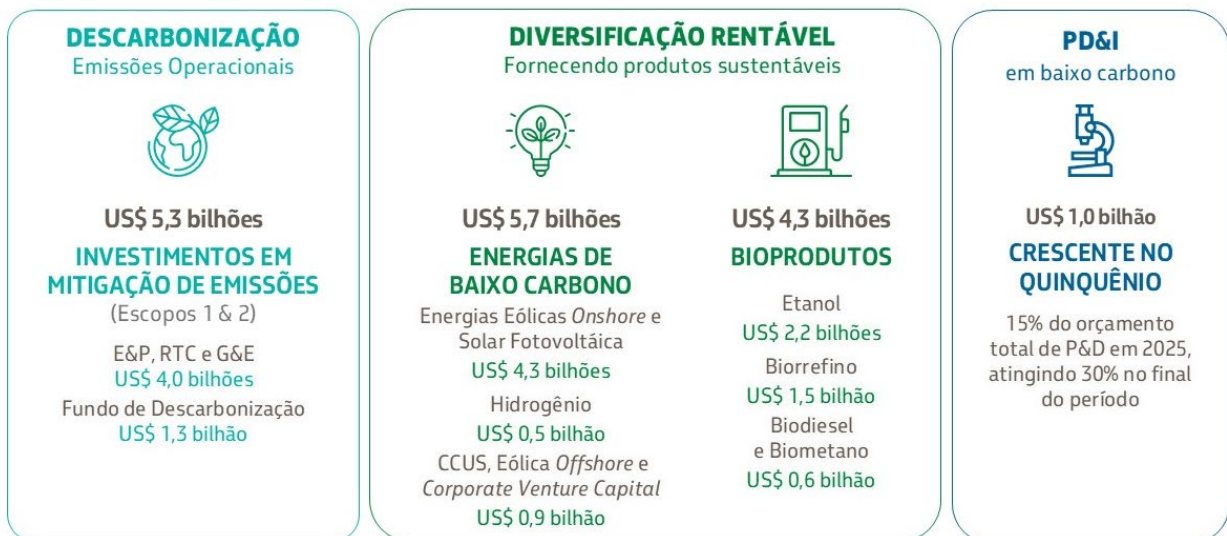 DESCARBONIZAÇÃO
Emissões Operacionais
US$ 5,3 bilhões
INVESTIMENTOS EM
MITIGAÇÃO DE EMISSÕES
(Escopos 1 & 2)
E&P, RTC e G&E
US$ 4,0 bilhões
Fundo de Descarbonização
US$ 1,3 bilhão
DIVERSIFICAÇÃO RENTÁVEL
Fornecendo produtos sustentáveis
US$ 5,7 bilhões
ENERGIAS DE
BAIXO CARBONO
Energias Eólicas Onshore e
Solar Fotovoltáica
US$ 4,3 bilhões
Hidrogênio
US$ 0,5 bilhão
CCUS, Eólica Offshore e
Corporate Venture Capital
US$ 0,9 bilhão
US$ 4,3 bilhões
BIOPRODUTOS
Etanol
US$ 2,2 bilhões
Biorrefino
US$ 1,5 bilhão
Biodiesel
e Biometano
US$ 0,6 bilhão
PD&I
em baixo carbono
US$ 1,0 bilhão
CRESCENTE NO
QUINQUÊNIO
15% do orçamento
total de P&D em 2025,
atingindo 30% no final
do período